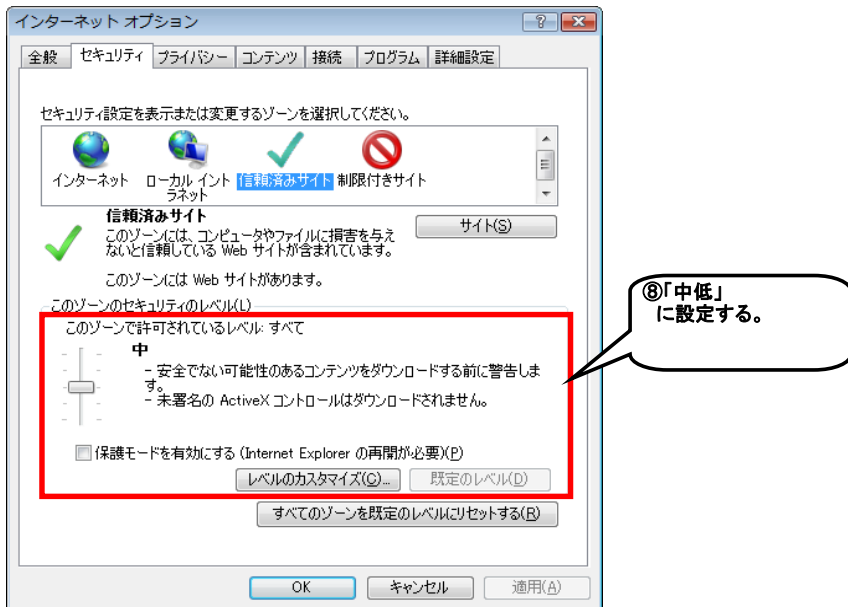 インターネット オプション
全般
セキュリティ
プライバシー
コンテンツ
接続
プログラム
詳細設定
セキュリティ設定を表示または変更するゾーンを選択してください。
インターネット
ローカル イント
ラネット
信頼済みサイト
制限付きサイト
信頼済みサイト
このゾーンには、コンピュータやファイルに損害を与え
ないと信頼している Web サイトが含まれています。
サイト(S)
このゾーンには Web サイトがあります。
このゾーンのセキュリティのレベル(L)
このゾーンで許可されているレベル: すべて
中
- 安全でない可能性のあるコンテンツをダウンロードする前に警告しま
す。
- 未署名の ActiveX コントロールはダウンロードされません。
保護モードを有効にする (Internet Explorer の再開が必要)(P)
レベルのカスタマイズ(C)...
既定のレベル(D)
すべてのゾーンを既定のレベルにリセットする(R)
OK
キャンセル
適用(A)
⑧「中低」
に設定する。